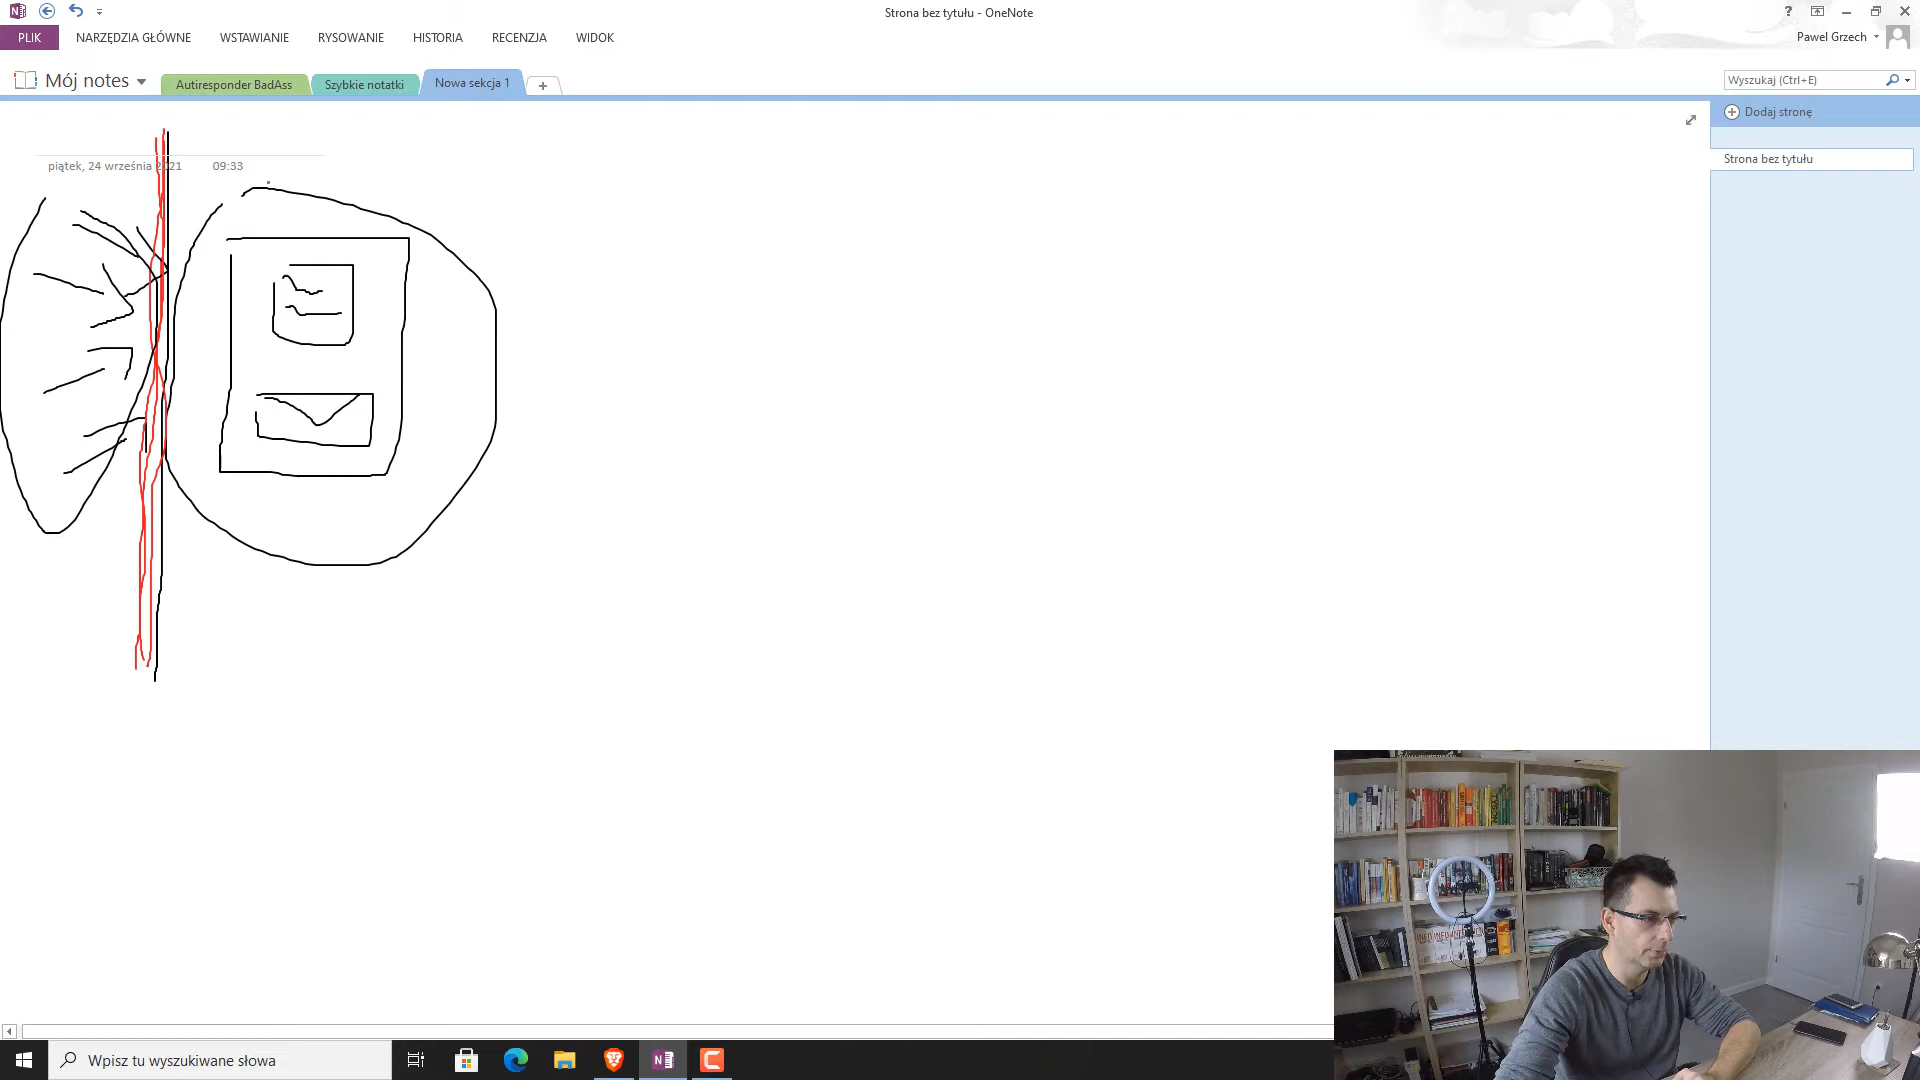 Strona bez tytułu - OneNote
PLIK
NARZĘDZIA GŁÓWNE
WSTAWIANIE
RYSOWANIE
HISTORIA
RECENZJA
WIDOK
Pawel Grzech
Mój notes
Autiresponder BadAss
Szybkie notatki
Nowa sekcja 1
Wyszukaj (Ctrl+E)
Dodaj stronę
piątek, 24 września 2021 09:33
Strona bez tytułu
Wpisz tu wyszukiwane słowa